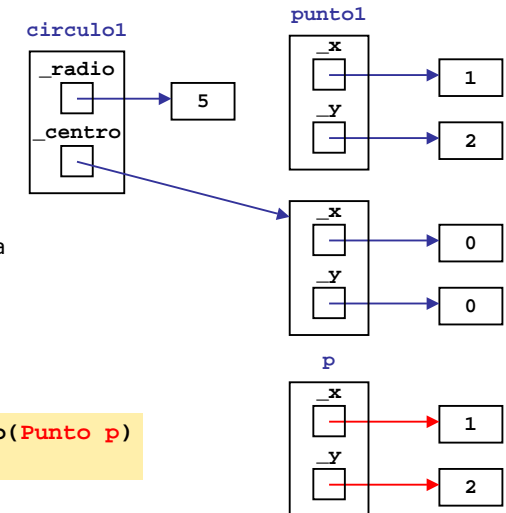 punto1
circulo1
_x
1
_y
2
_radio
5
_centro
_x
0
_y
0
a
p
_x
1
_y
2
o(Punto p)